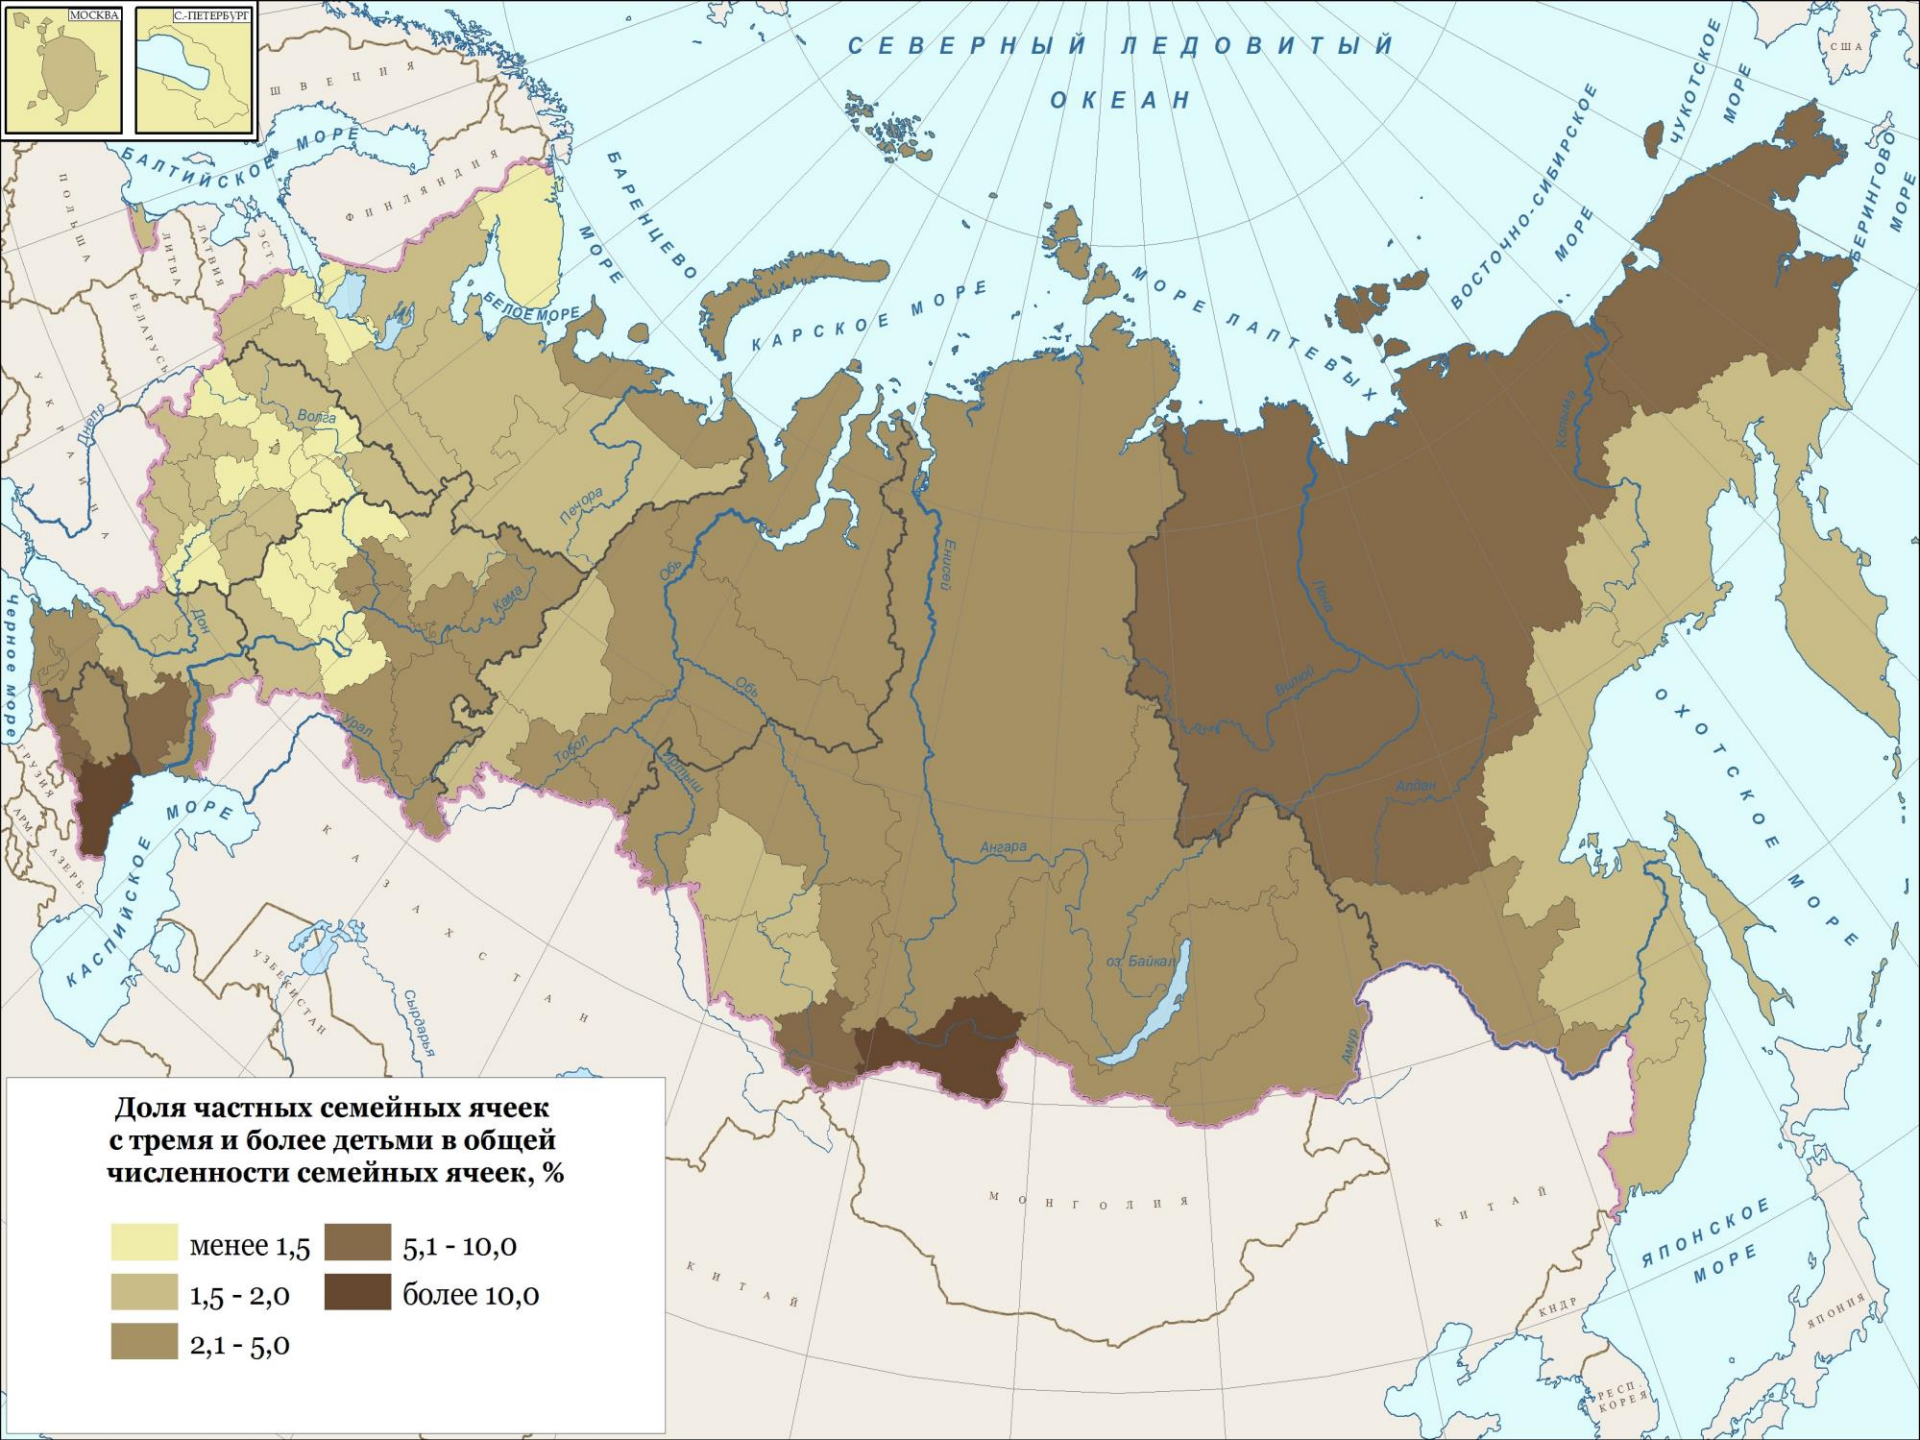 МОСКВА
С.-ПЕТЕРБУРГ
СЕВЕРНЫЙ ЛЕДОВИТЫЙ
ОКЕАН
США
ЧУКОТСКОЕ
МОРЕ
БЕРИНГОВО
МОРЕ
ВОСТОЧНО-СИБИРСКОЕ
МОРЕ
ШВЕЦИЯ
БАЛТИЙСКОЕ МОРЕ
ФИНЛЯНДИЯ
БАРЕНЦЕВО
МОРЕ
ПОЛЬША
ЛИТВА
ЛАТВИЯ
ЭСТ.
БЕЛАРУСЬ
БЕЛОЕ МОРЕ
КАРСКОЕ МОРЕ
МОРЕ ЛАПТЕВЫХ
УКРАИНА
Днепр
Волга
Печора
Колыма
Обь
Енисей
Лена
Кама
Дон
Черное море
Обь
Вилюй
Урал
Тобол
Иртыш
Алдан
ОХОТСКОЕ МОРЕ
ГРУЗИЯ
АРМ.
АЗЕРБ.
КАСПИЙСКОЕ МОРЕ
КАЗАХСТАН
Ангара
оз. Байкал
УЗБЕКИСТАН
Сырдарья
Амур
МОНГОЛИЯ
КИТАЙ
КИТАЙ
ЯПОНСКОЕ
МОРЕ
КНДР
ЯПОНИЯ
РЕСП.
КОРЕЯ
Доля частных семейных ячеек
с тремя и более детьми в общей
численности семейных ячеек, %
менее 1,5
5,1 - 10,0
1,5 - 2,0
более 10,0
2,1 - 5,0